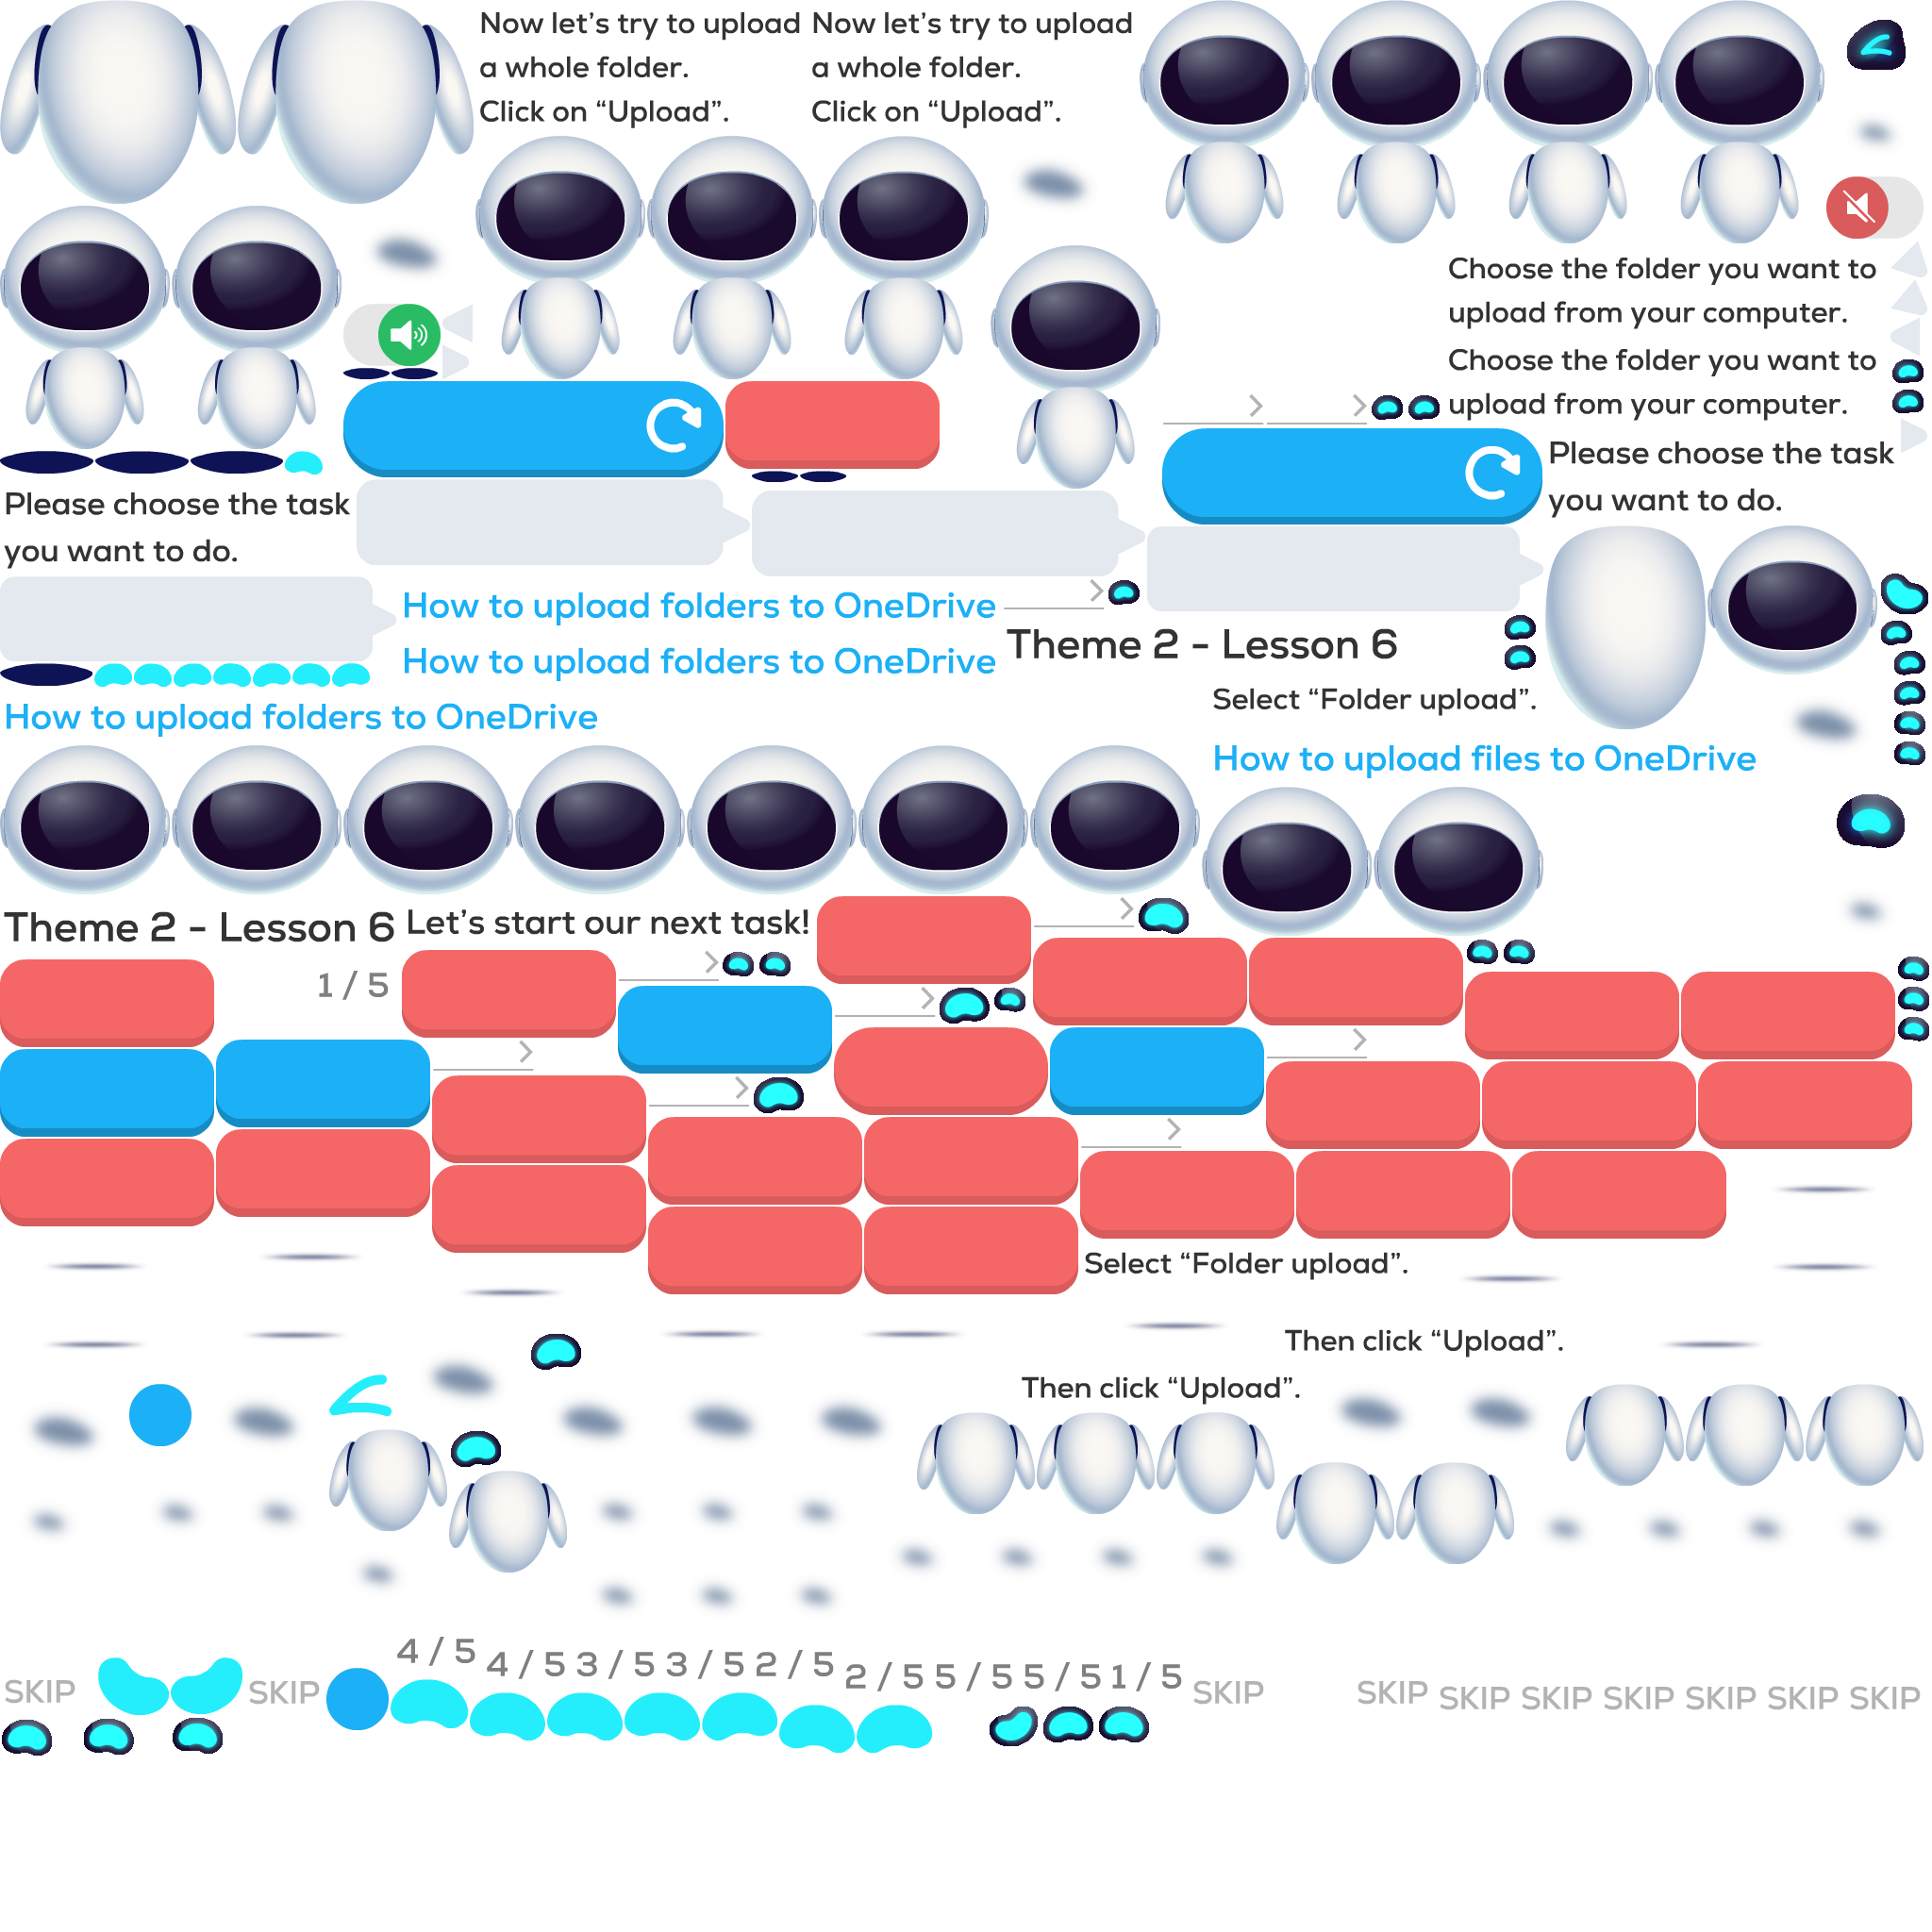 Now let’s try to upload
a whole folder.
Click on “Upload”.
Now let’s try to upload
a whole folder.
Click on “Upload”.
Choose the folder you want to
upload from your computer.
Choose the folder you want to
upload from your computer.
Please choose the task
you want to do.
Please choose the task
you want to do.
How to upload folders to OneDrive
Theme 2 - Lesson 6
How to upload folders to OneDrive
Select “Folder upload”.
How to upload folders to OneDrive
How to upload files to OneDrive
Theme 2 - Lesson 6
Let’s start our next task!
1 / 5
Select “Folder upload”.
Then click “Upload”.
Then click “Upload”.
4 / 5
4 / 5
3 / 5
3 / 5
2 / 5
2 / 5
5 / 5
5 / 5
1 / 5
SKIP
SKIP
SKIP
SKIP
SKIP
SKIP
SKIP
SKIP
SKIP
SKIP